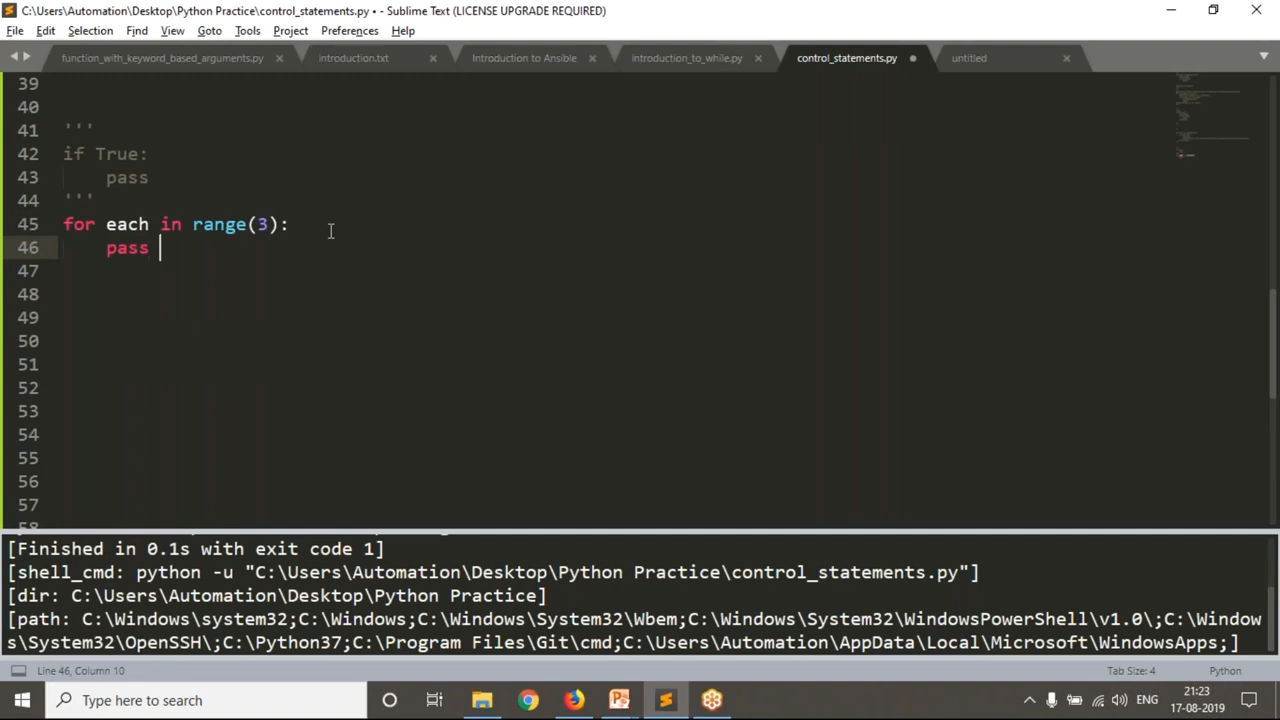 C:\Users\Automation\Desktop\Python Practice\control_statements.py • - Sublime Text (LICENSE UPGRADE REQUIRED)
File Edit Selection Find View Goto Tools Project Preferences Help
function_with_keyword_based_arguments.py introduction.txt Introduction to Ansible introduction_to_while.py control_statements.py untitled
39
40
41 '''
42 if True:
43 pass
44 '''
45 for each in range(3):
46 pass
47
48
49
50
51
52
53
54
55
56
57
58
[Finished in 0.1s with exit code 1]
[shell_cmd: python -u "C:\Users\Automation\Desktop\Python Practice\control_statements.py"]
[dir: C:\Users\Automation\Desktop\Python Practice]
[path: C:\Windows\system32;C:\Windows;C:\Windows\System32\Wbem;C:\Windows\System32\WindowsPowerShell\v1.0\;C:\Window
s\System32\OpenSSH\;C:\Python37;C:\Program Files\Git\cmd;C:\Users\Automation\AppData\Local\Microsoft\WindowsApps;]
Line 46, Column 10 Tab Size: 4 Python
Type here to search ENG 21:23
17-08-2019